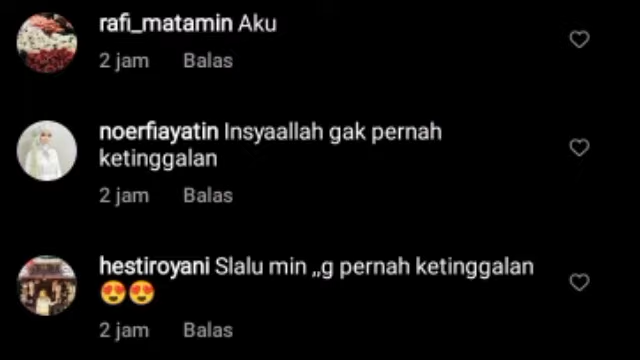 rafi_matamin Aku
2 jam Balas
noerfiayatin Insyaallah gak pernah
ketinggalan
2 jam Balas
hestiroyani Slalu min ,,g pernah ketinggalan
😍😍
2 jam Balas